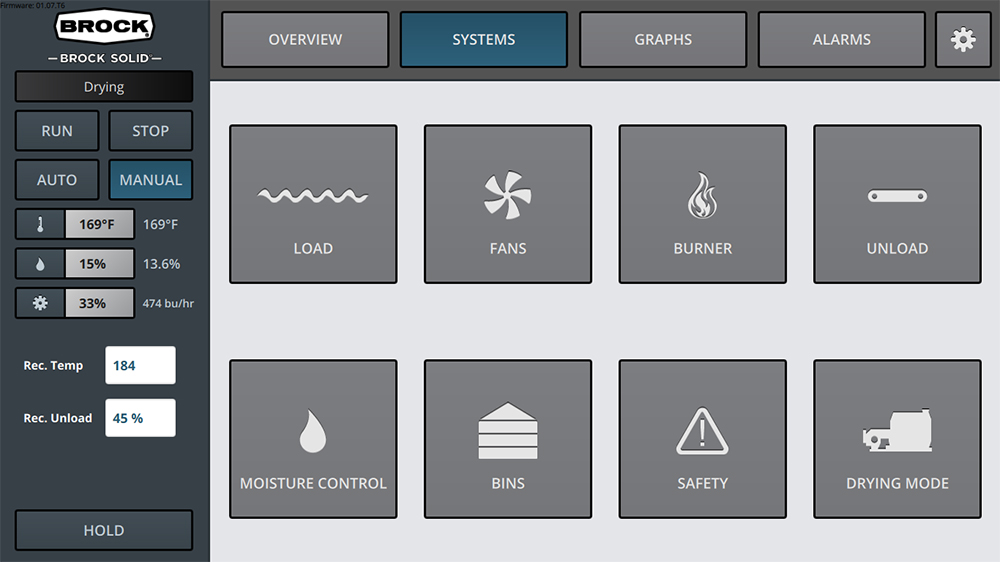 Firmware: 01.07.T6
BROCK
BROCK SOLID
Drying
RUN
STOP
AUTO
MANUAL
169°F
169°F
15%
13.6%
33%
474 bu/hr
Rec. Temp
184
Rec. Unload
45 %
HOLD
OVERVIEW
SYSTEMS
GRAPHS
ALARMS
LOAD
FANS
BURNER
UNLOAD
MOISTURE CONTROL
BINS
SAFETY
DRYING MODE